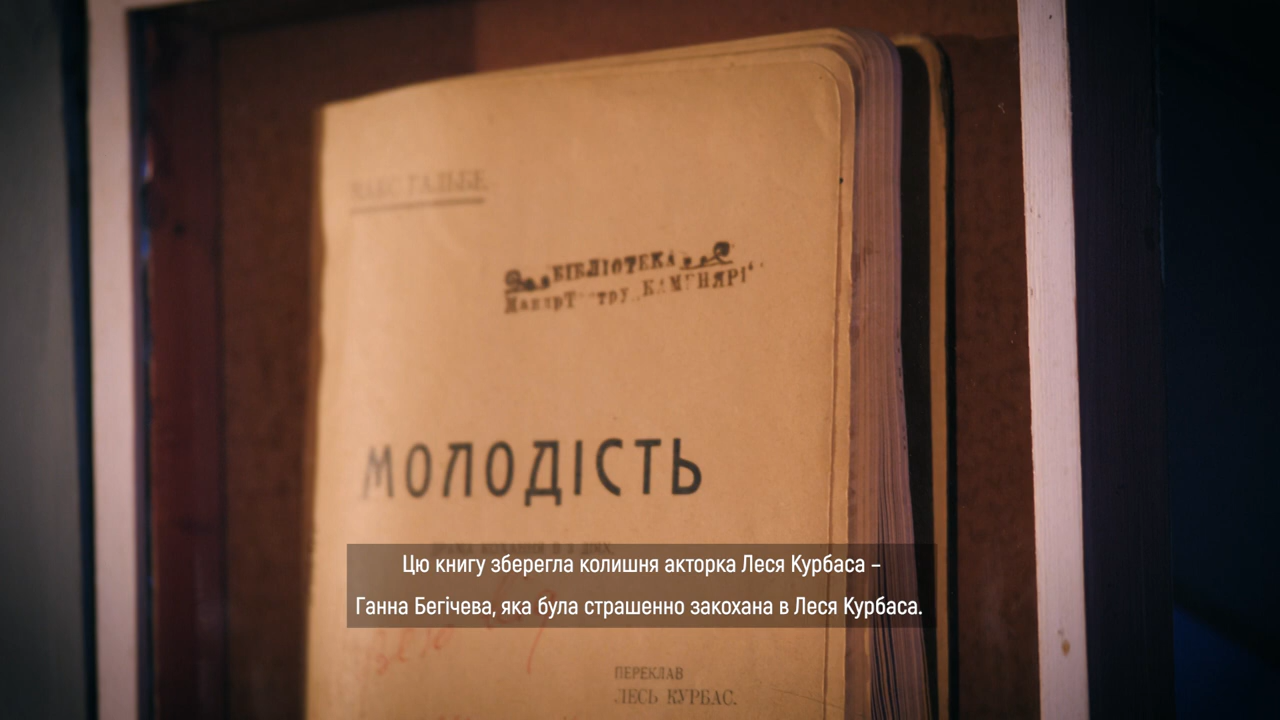 МАКС ГАЛЬБЕ
БІБЛІОТЕКА
КАМЕНЯРІ“
МОЛОДІСТЬ
Цю книгу зберегла колишня акторка Леся Курбаса –
Ганна Бегічева, яка була страшенно закохана в Леся Курбаса.
ПЕРЕКЛАВ
ЛЕСЬ КУРБАС.